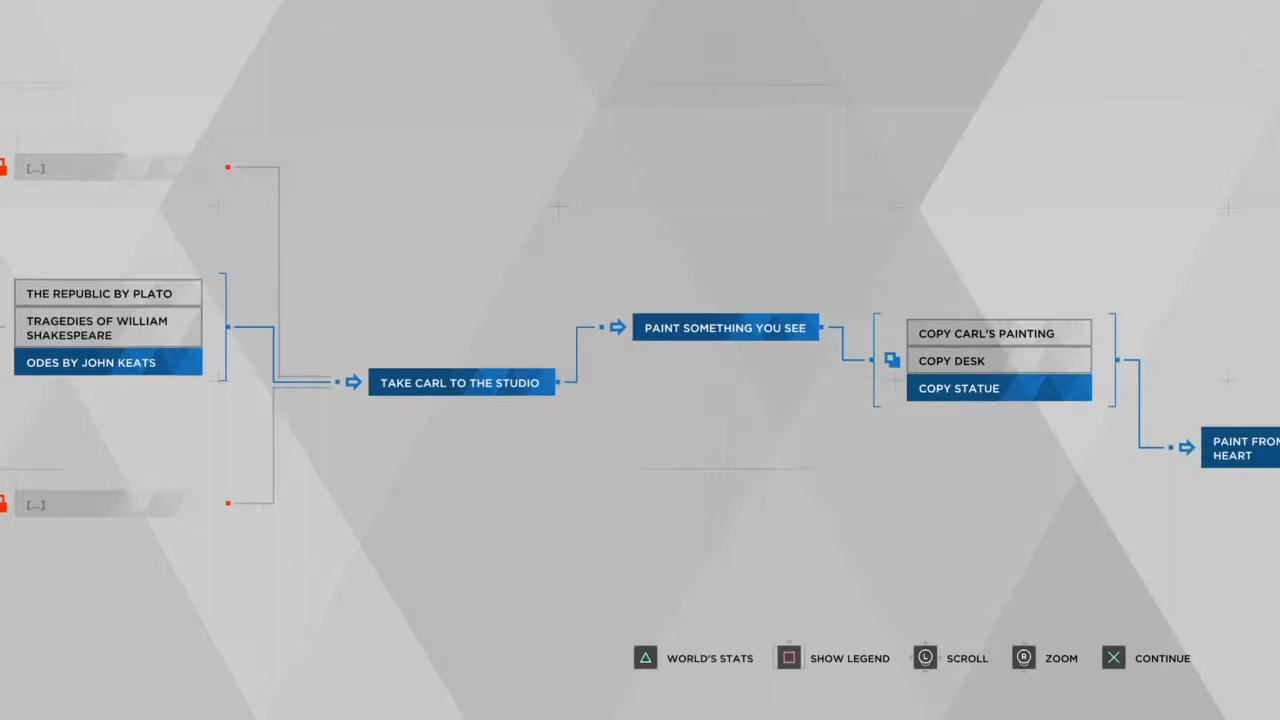 [...]
THE REPUBLIC BY PLATO
TRAGEDIES OF WILLIAM
SHAKESPEARE
ODES BY JOHN KEATS
[...]
TAKE CARL TO THE STUDIO
PAINT SOMETHING YOU SEE
COPY CARL'S PAINTING
COPY DESK
COPY STATUE
PAINT FROM
HEART
WORLD'S STATS
SHOW LEGEND
L
SCROLL
R
ZOOM
CONTINUE